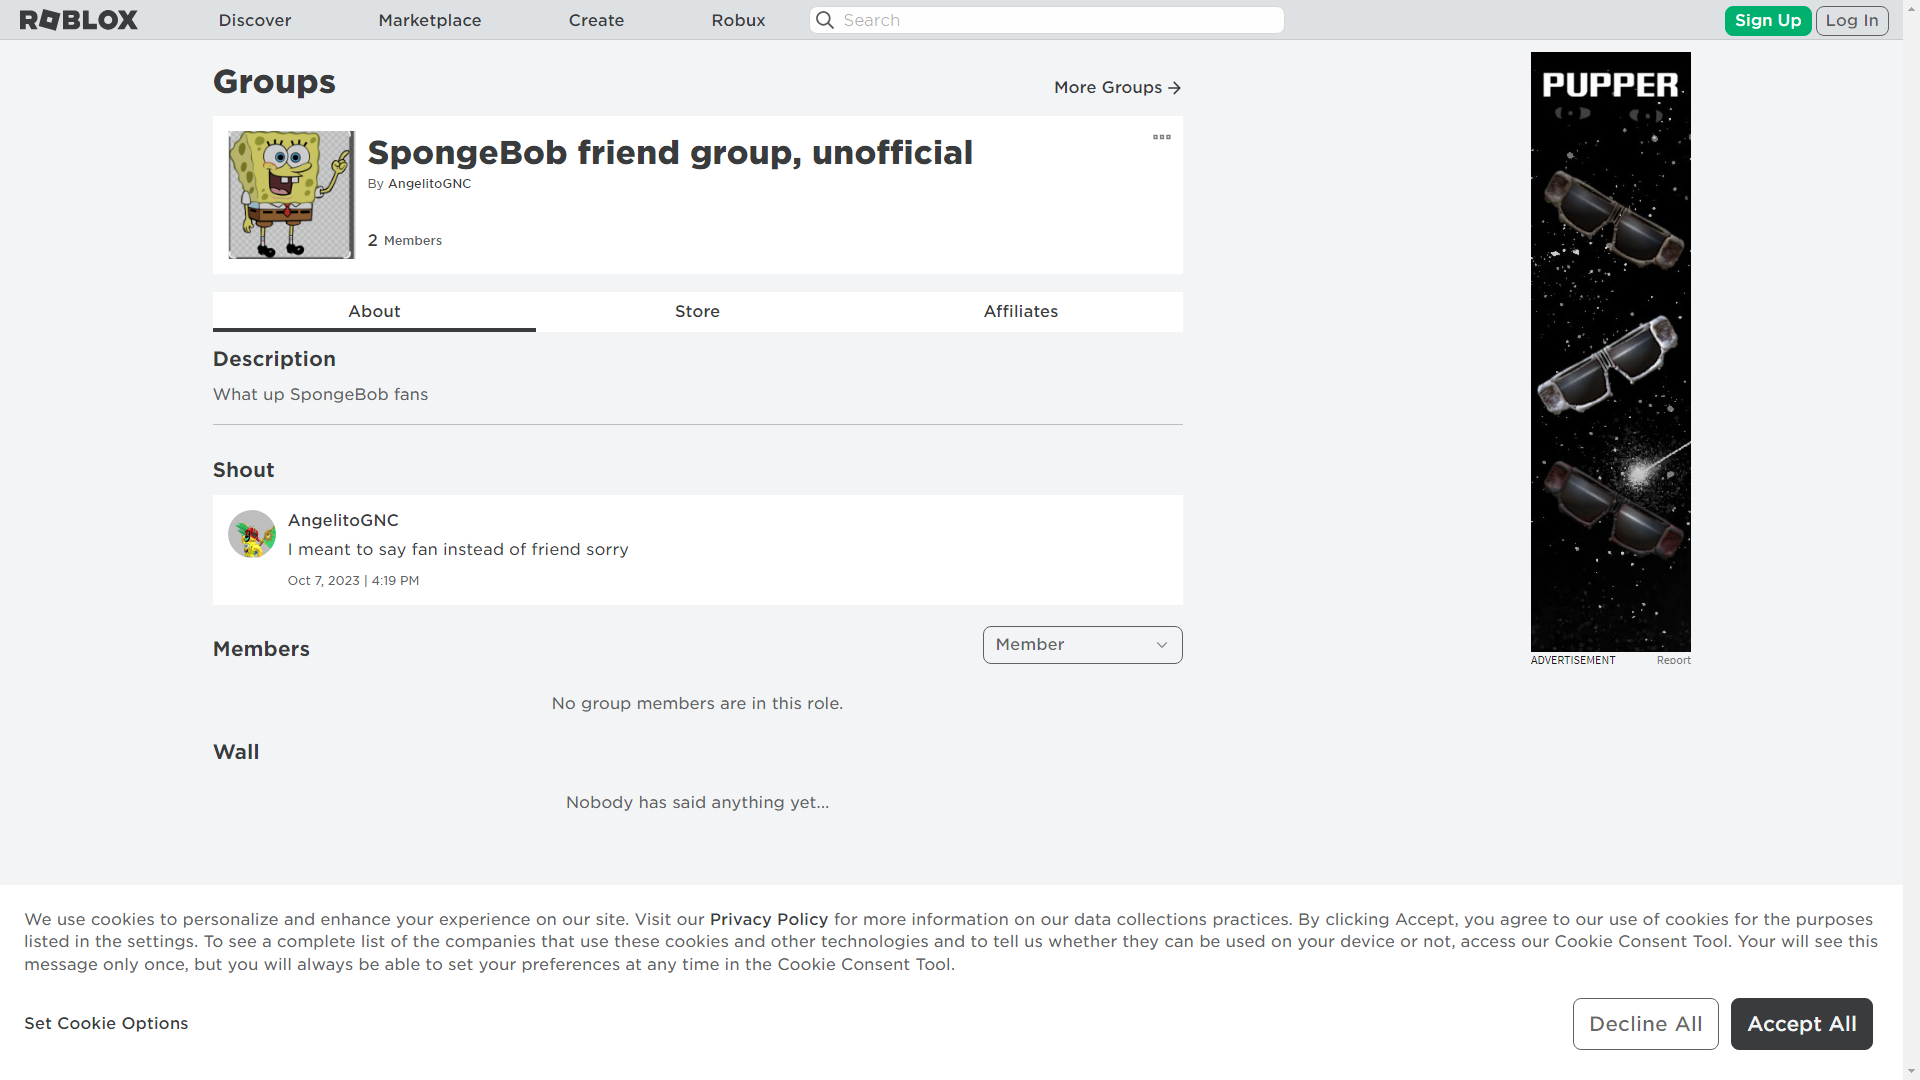 ROBLOX
Discover
Marketplace
Create
Robux
Search
Sign Up
Log In
Groups
More Groups
SpongeBob friend group, unofficial
By AngelitoGNC
2 Members
About
Store
Affiliates
Description
What up SpongeBob fans
Shout
AngelitoGNC
I meant to say fan instead of friend sorry
Oct 7, 2023 | 4:19 PM
Members
Member
No group members are in this role.
Wall
Nobody has said anything yet...
PUPPER
ADVERTISEMENT
Report
We use cookies to personalize and enhance your experience on our site. Visit our Privacy Policy for more information on our data collections practices. By clicking Accept, you agree to our use of cookies for the purposes
listed in the settings. To see a complete list of the companies that use these cookies and other technologies and to tell us whether they can be used on your device or not, access our Cookie Consent Tool. Your will see this
message only once, but you will always be able to set your preferences at any time in the Cookie Consent Tool.
Set Cookie Options
Decline All
Accept All